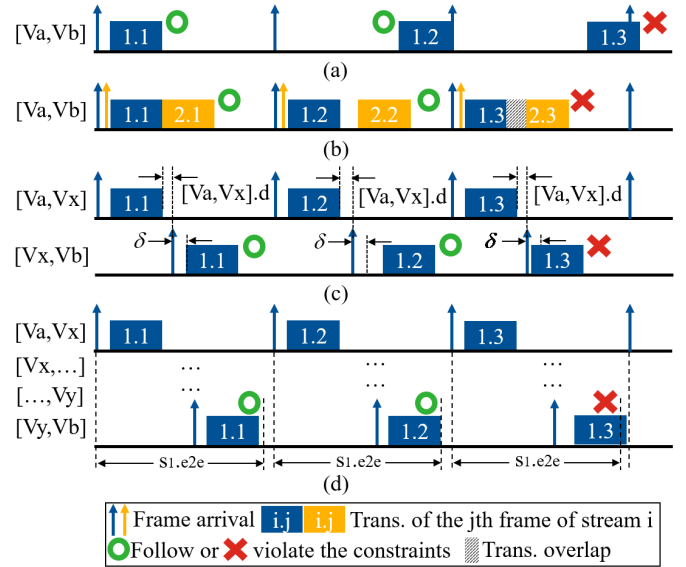 [Va,Vb] 1.1 1.2 1.3
(a)
[Va,Vb] 1.1 2.1 1.2 2.2 1.3 2.3
(b)
[Va,Vx] 1.1 [Va,Vx].d 1.2 [Va,Vx].d 1.3 [Va,Vx].d
δ δ δ
[Vx,Vb] 1.1 1.2 1.3
(c)
[Va,Vx] 1.1 1.2 1.3
[Vx,...] ... ... ...
[...,Vy] ... ... ...
[Vy,Vb] 1.1 1.2 1.3
s1.e2e s1.e2e s1.e2e
(d)
Frame arrival i.j i.j Trans. of the jth frame of stream i
Follow or violate the constraints Trans. overlap